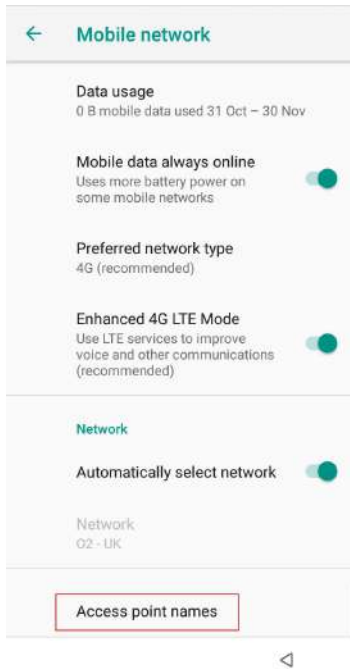 Mobile network
Data usage
0 B mobile data used 31 Oct – 30 Nov
Mobile data always online
Uses more battery power on
some mobile networks
Preferred network type
4G (recommended)
Enhanced 4G LTE Mode
Use LTE services to improve
voice and other communications
(recommended)
Network
Automatically select network
Network
O2 - UK
Access point names